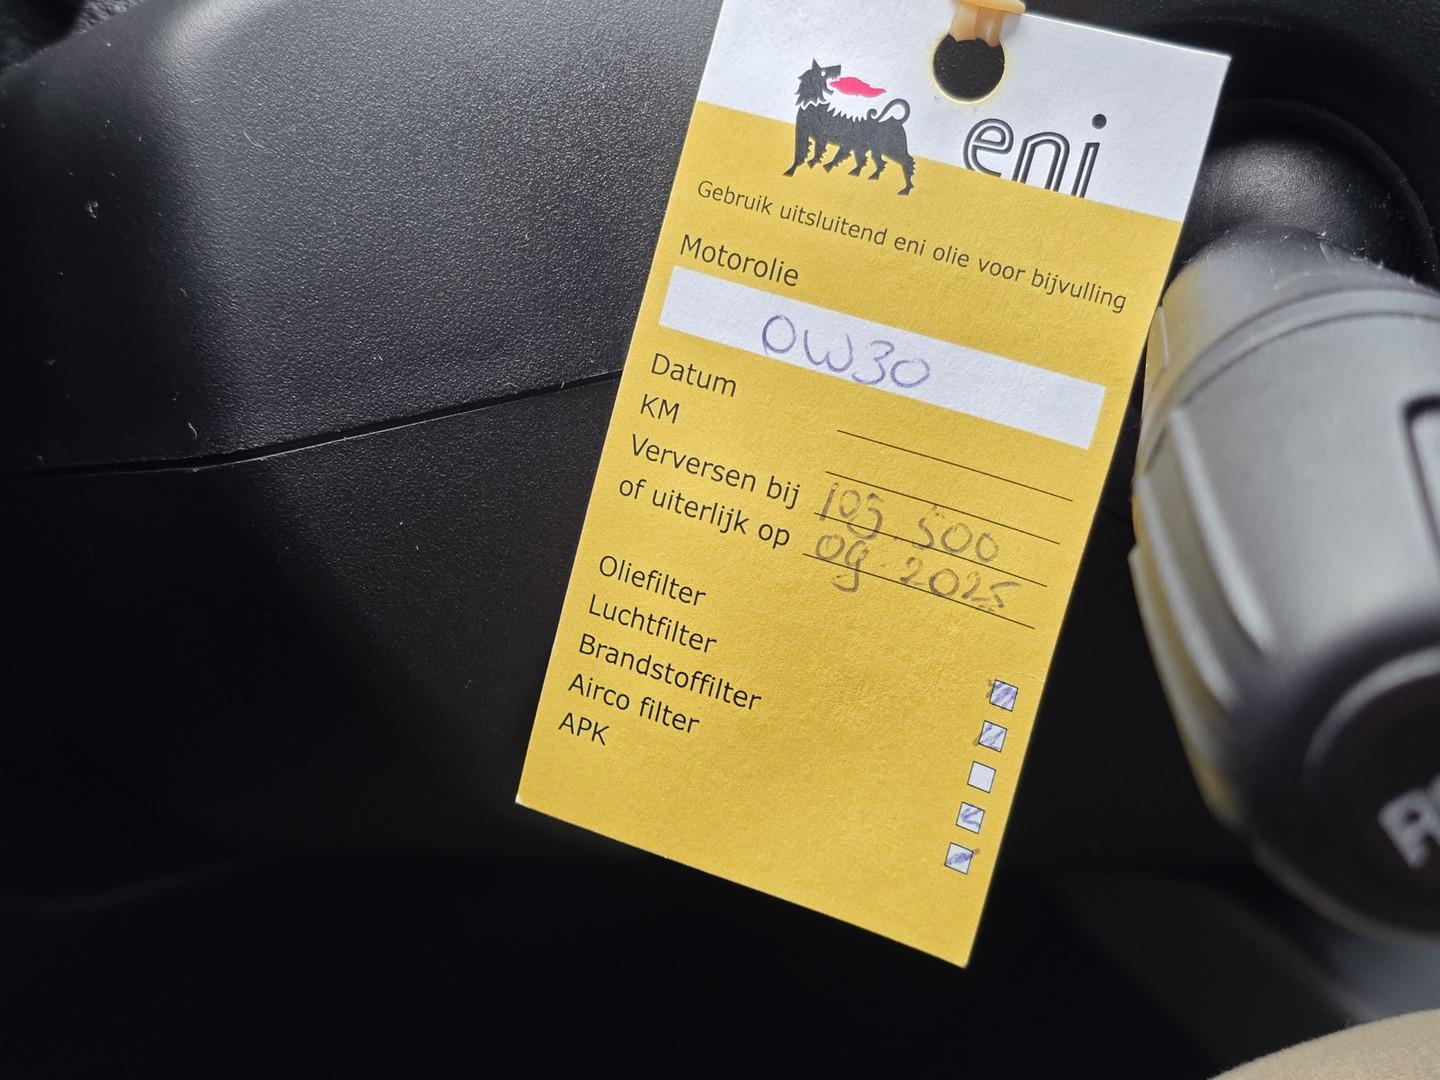 eni
Gebruik uitsluitend eni olie voor bijvulling
Motorolie
0W30
Datum
KM
Verversen bij 105.500
of uiterlijk op 09.2025
Oliefilter
Luchtfilter
Brandstoffilter
Airco filter
APK